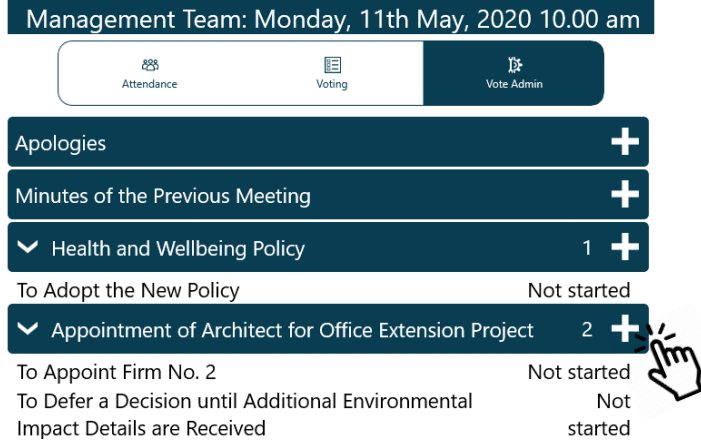 Management Team: Monday, 11th May, 2020 10.00 am
Attendance
Voting
Vote Admin
Apologies
Minutes of the Previous Meeting
Health and Wellbeing Policy 1
To Adopt the New Policy Not started
Appointment of Architect for Office Extension Project 2
To Appoint Firm No. 2 Not started
To Defer a Decision until Additional Environmental Not
Impact Details are Received started